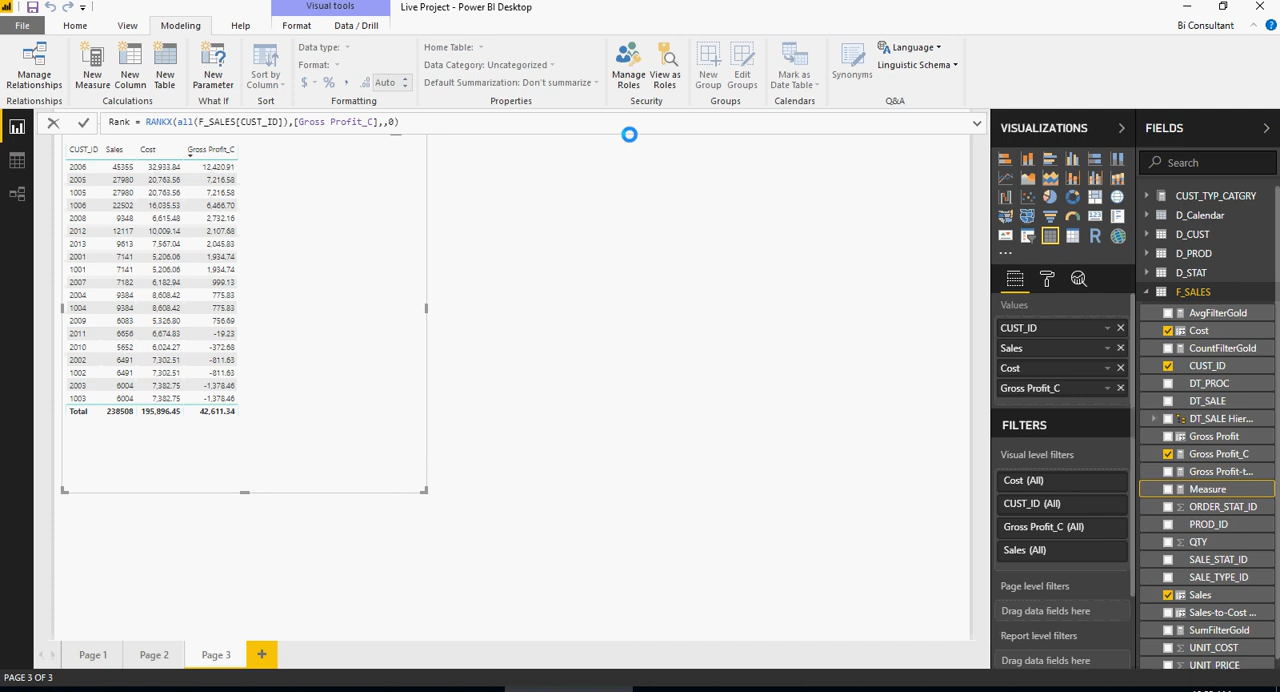 Visual tools
Live Project - Power BI Desktop
File
Home
View
Modeling
Help
Format
Data / Drill
Bi Consultant
Manage Relationships
New Measure
New Column
New Table
New Parameter
Sort by Column
Data type:
Format:
$ % , .00 Auto
Home Table:
Data Category: Uncategorized
Default Summarization: Don't summarize
Manage Roles
View as Roles
New Group
Edit Groups
Mark as Date Table
Synonyms
Language
Linguistic Schema
Relationships
Calculations
What If
Sort
Formatting
Properties
Security
Groups
Calendars
Q&A
Rank = RANKX(all(F_SALES[CUST_ID]),[Gross Profit_C],,0)
CUST_ID Sales Cost Gross Profit_C
2006 45355 32,933.84 12,420.91
2005 27980 20,763.56 7,216.58
1005 27980 20,763.56 7,216.58
1006 22502 16,035.53 6,466.70
2008 9348 6,615.48 2,732.16
2012 12117 10,009.14 2,107.68
2013 9613 7,567.04 2,045.83
2001 7141 5,206.06 1,934.74
1001 7141 5,206.06 1,934.74
2007 7182 6,182.94 999.13
2004 9384 8,608.42 775.83
1004 9384 8,608.42 775.83
2009 6083 5,326.80 756.69
2011 6656 6,674.83 -19.23
2010 5652 6,024.27 -372.68
2002 6491 7,302.51 -811.63
1002 6491 7,302.51 -811.63
2003 6004 7,382.75 -1,378.46
1003 6004 7,382.75 -1,378.46
Total 238508 195,896.45 42,611.34
VISUALIZATIONS
R
Values
CUST_ID
Sales
Cost
Gross Profit_C
FILTERS
Visual level filters
Cost (All)
CUST_ID (All)
Gross Profit_C (All)
Sales (All)
Page level filters
Drag data fields here
Report level filters
Drag data fields here
FIELDS
Search
CUST_TYP_CATGRY
D_Calendar
D_CUST
D_PROD
D_STAT
F_SALES
AvgFilterGold
Cost
CountFilterGold
CUST_ID
DT_PROC
DT_SALE
DT_SALE Hier...
Gross Profit
Gross Profit_C
Gross Profit-t...
Measure
ORDER_STAT_ID
PROD_ID
QTY
SALE_STAT_ID
SALE_TYPE_ID
Sales
Sales-to-Cost ...
SumFilterGold
UNIT_COST
UNIT_PRICE
Page 1
Page 2
Page 3
PAGE 3 OF 3